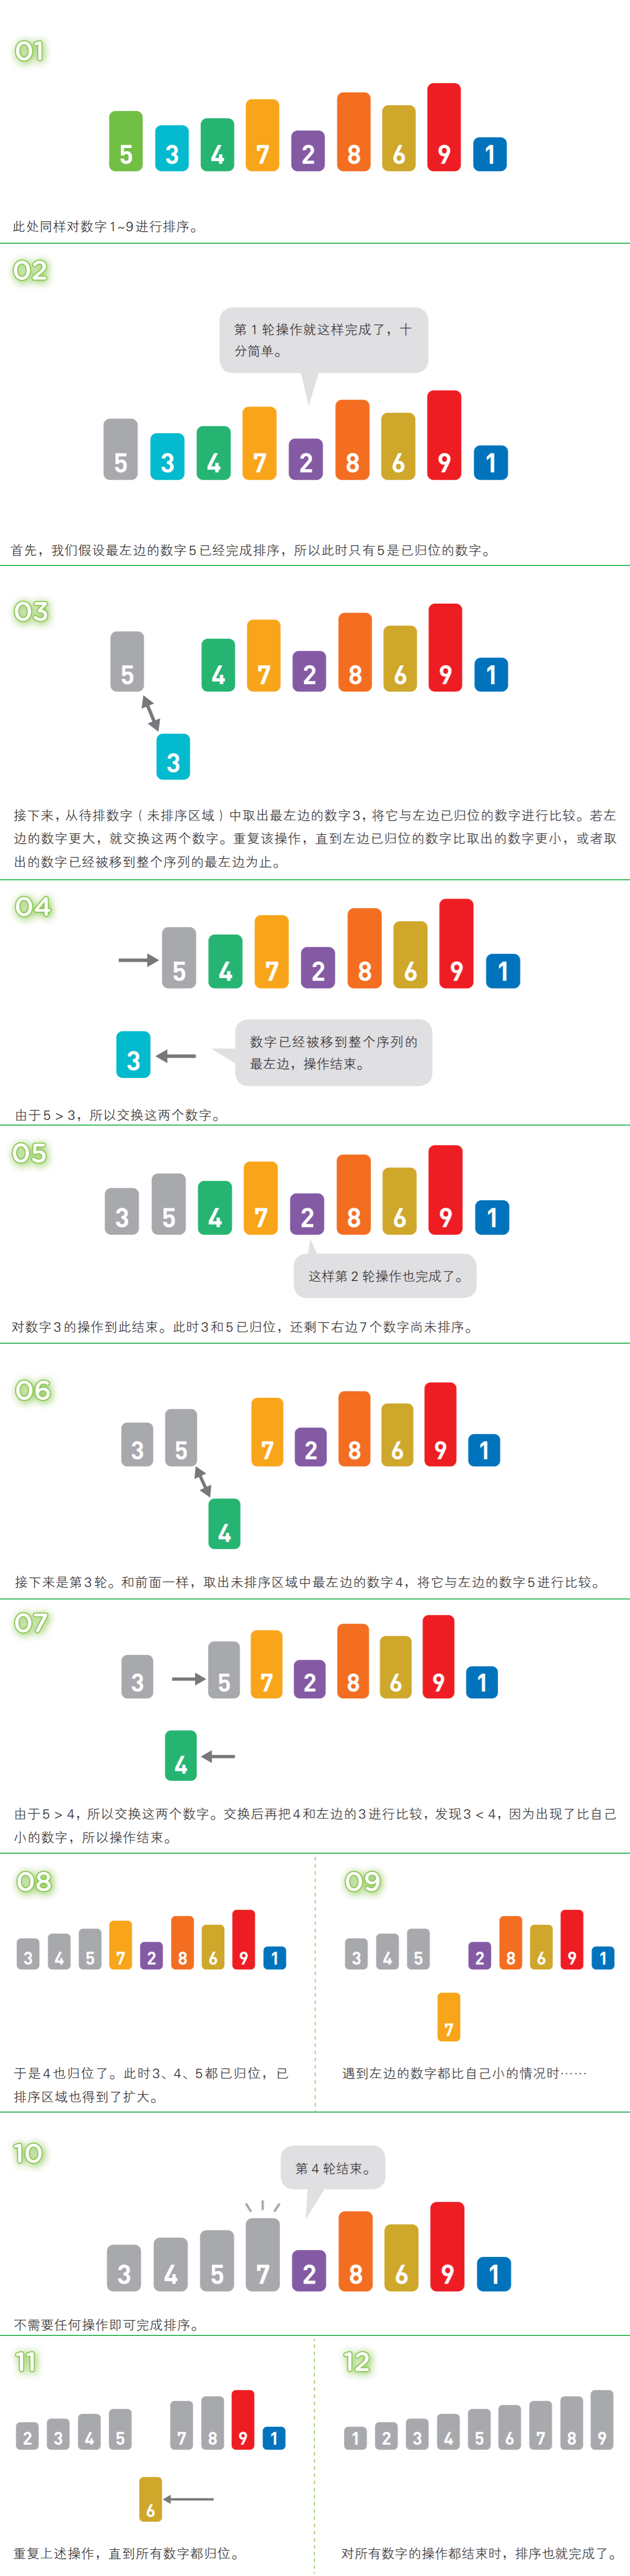 01
5 3 4 7 2 8 6 9 1
此处同样对数字1~9进行排序。
02
第 1 轮操作就这样完成了，十
分简单。
5 3 4 7 2 8 6 9 1
首先，我们假设最左边的数字5已经完成排序，所以此时只有5是已归位的数字。
03
5 4 7 2 8 6 9 1
3
接下来，从待排数字（未排序区域）中取出最左边的数字3，将它与左边已归位的数字进行比较。若左
边的数字更大，就交换这两个数字。重复该操作，直到左边已归位的数字比取出的数字更小，或者取
出的数字已经被移到整个序列的最左边为止。
04
5 4 7 2 8 6 9 1
3
数字已经被移到整个序列的
最左边，操作结束。
由于5 > 3，所以交换这两个数字。
05
3 5 4 7 2 8 6 9 1
这样第 2 轮操作也完成了。
对数字3的操作到此结束。此时3和5已归位，还剩下右边7个数字尚未排序。
06
3 5 7 2 8 6 9 1
4
接下来是第3轮。和前面一样，取出未排序区域中最左边的数字4，将它与左边的数字5进行比较。
07
3 5 7 2 8 6 9 1
4
由于5 > 4，所以交换这两个数字。交换后再把4和左边的3进行比较，发现3 < 4，因为出现了比自己
小的数字，所以操作结束。
08
3 4 5 7 2 8 6 9 1
于是4也归位了。此时3、4、5都已归位，已
排序区域也得到了扩大。
09
3 4 5 2 8 6 9 1
7
遇到左边的数字都比自己小的情况时……
10
第 4 轮结束。
3 4 5 7 2 8 6 9 1
不需要任何操作即可完成排序。
11
2 3 4 5 7 8 9 1
6
重复上述操作，直到所有数字都归位。
12
1 2 3 4 5 6 7 8 9
对所有数字的操作都结束时，排序也就完成了。